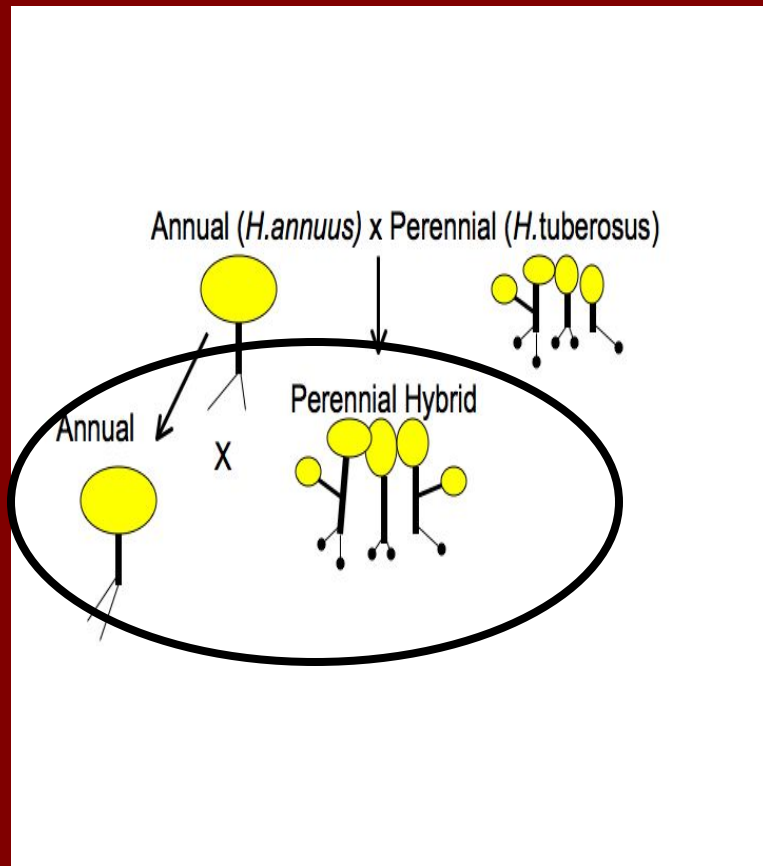 Annual (H.annuus) x Perennial (H.tuberosus)
Perennial Hybrid
Annual
X